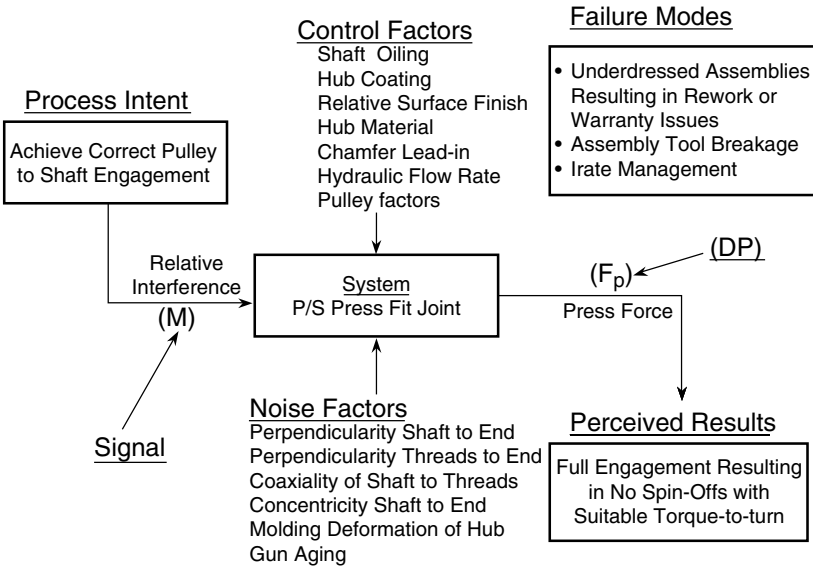 Control Factors
Shaft Oiling
Hub Coating
Relative Surface Finish
Hub Material
Chamfer Lead-in
Hydraulic Flow Rate
Pulley factors
Failure Modes
• Underdressed Assemblies
Resulting in Rework or
Warranty Issues
• Assembly Tool Breakage
• Irate Management
Process Intent
Achieve Correct Pulley
to Shaft Engagement
Relative
Interference
(M)
Signal
System
P/S Press Fit Joint
(Fp)
Press Force
(DP)
Noise Factors
Perpendicularity Shaft to End
Perpendicularity Threads to End
Coaxiality of Shaft to Threads
Concentricity Shaft to End
Molding Deformation of Hub
Gun Aging
Perceived Results
Full Engagement Resulting
in No Spin-Offs with
Suitable Torque-to-turn